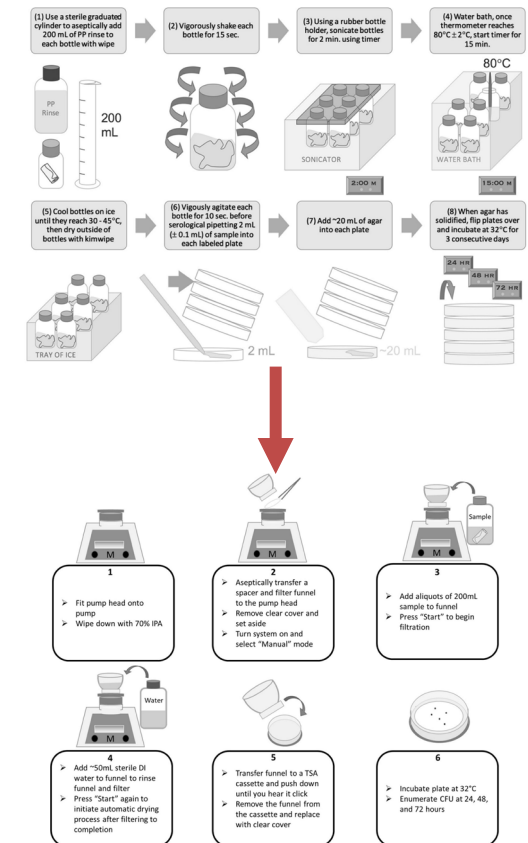 (1) Use a sterile graduated
cylinder to aseptically add
200 mL of PP rinse to
each bottle with wipe
(2) Vigorously shake each
bottle for 15 sec.
(3) Using a rubber bottle
holder, sonicate bottles
for 2 min. using timer
(4) Water bath, once
thermometer reaches
80°C ± 2°C, start timer for
15 min.
PP
Rinse
200
mL
SONICATOR
2:00 M
80°C
WATER BATH
15:00 M
(5) Cool bottles on ice
until they reach 30 - 45°C,
then dry outside of
bottles with kimwipe
(6) Vigously agitate each
bottle for 10 sec. before
serological pipetting 2 mL
(± 0.1 mL) of sample into
each labeled plate
(7) Add ~20 mL of agar
into each plate
(8) When agar has
solidified, flip plates over
and incubate at 32°C for
3 consecutive days
TRAY OF ICE
2 mL
~20 mL
24 HR
48 HR
72 HR
M
1
➢ Fit pump head onto
pump
➢ Wipe down with 70% IPA
M
2
➢ Aseptically transfer a
spacer and filter funnel
to the pump head
➢ Remove clear cover and
set aside
➢ Turn system on and
select "Manual" mode
Sample
M
3
➢ Add aliquots of 200mL
sample to funnel
➢ Press "Start" to begin
filtration
Water
M
4
➢ Add ~50mL sterile DI
water to funnel to rinse
funnel and filter
➢ Press "Start" again to
initiate automatic drying
process after filtering to
completion
5
➢ Transfer funnel to a TSA
cassette and push down
until you hear it click
➢ Remove the funnel from
the cassette and replace
with clear cover
6
➢ Incubate plate at 32°C
➢ Enumerate CFU at 24, 48,
and 72 hours